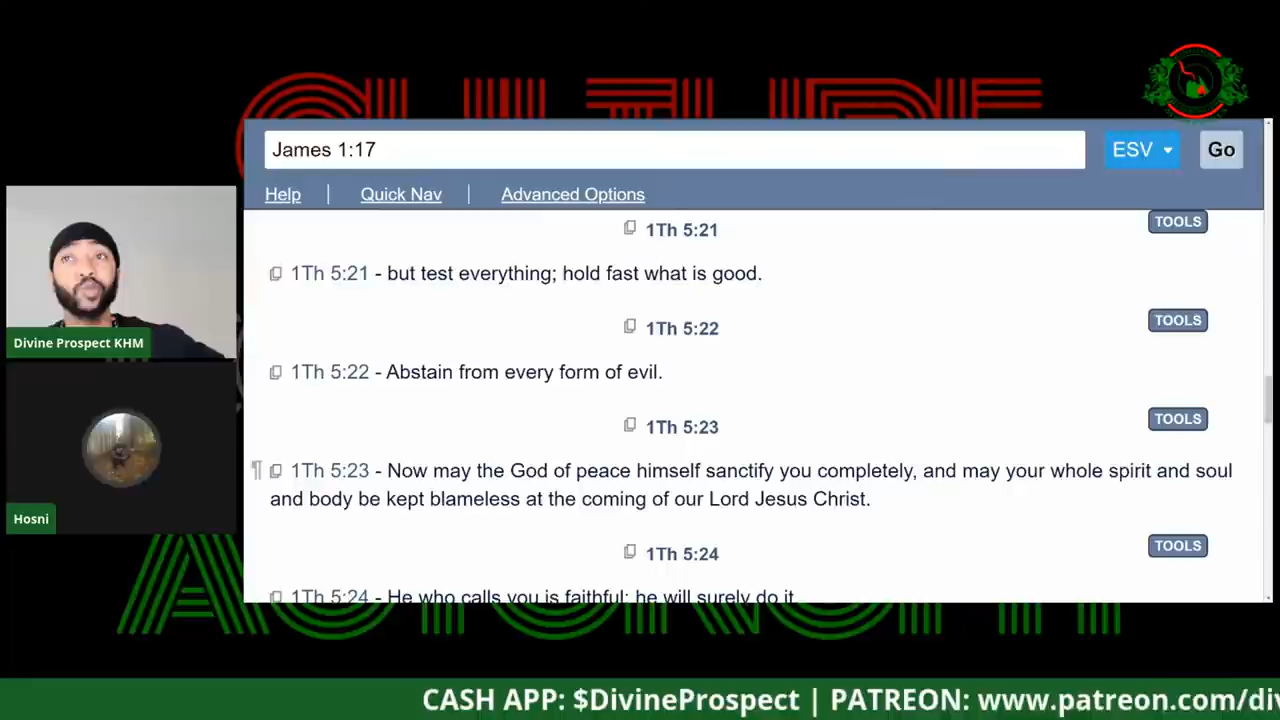 James 1:17
ESV
Go
Help | Quick Nav | Advanced Options
1Th 5:21
TOOLS
1Th 5:21 - but test everything; hold fast what is good.
1Th 5:22
TOOLS
1Th 5:22 - Abstain from every form of evil.
1Th 5:23
TOOLS
¶ 1Th 5:23 - Now may the God of peace himself sanctify you completely, and may your whole spirit and soul
and body be kept blameless at the coming of our Lord Jesus Christ.
1Th 5:24
TOOLS
1Th 5:24 - He who calls you is faithful; he will surely do it.
Divine Prospect KHM
Hosni
CASH APP: $DivineProspect | PATREON: www.patreon.com/div